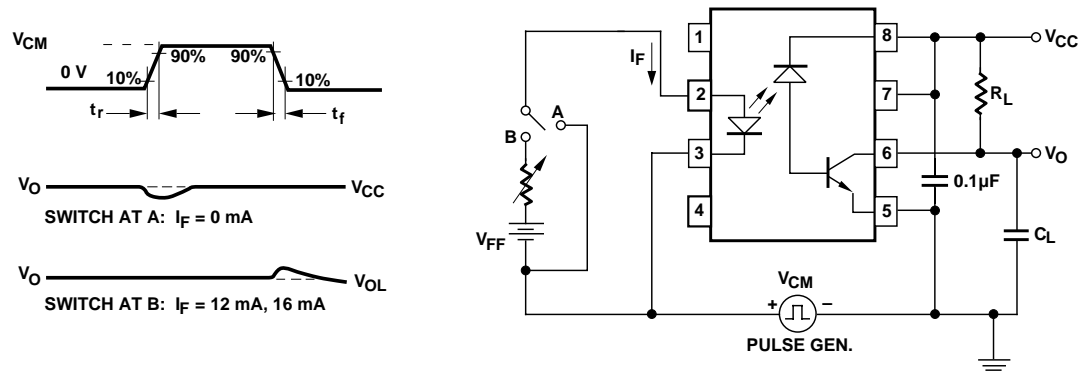 V_CM
0 V
10%
90%
90%
10%
t_r
t_f
V_O
V_CC
SWITCH AT A: I_F = 0 mA
V_O
V_OL
SWITCH AT B: I_F = 12 mA, 16 mA
I_F
A
B
V_FF
1
2
3
4
8
7
6
5
V_CC
R_L
V_O
0.1µF
C_L
V_CM
+
–
PULSE GEN.